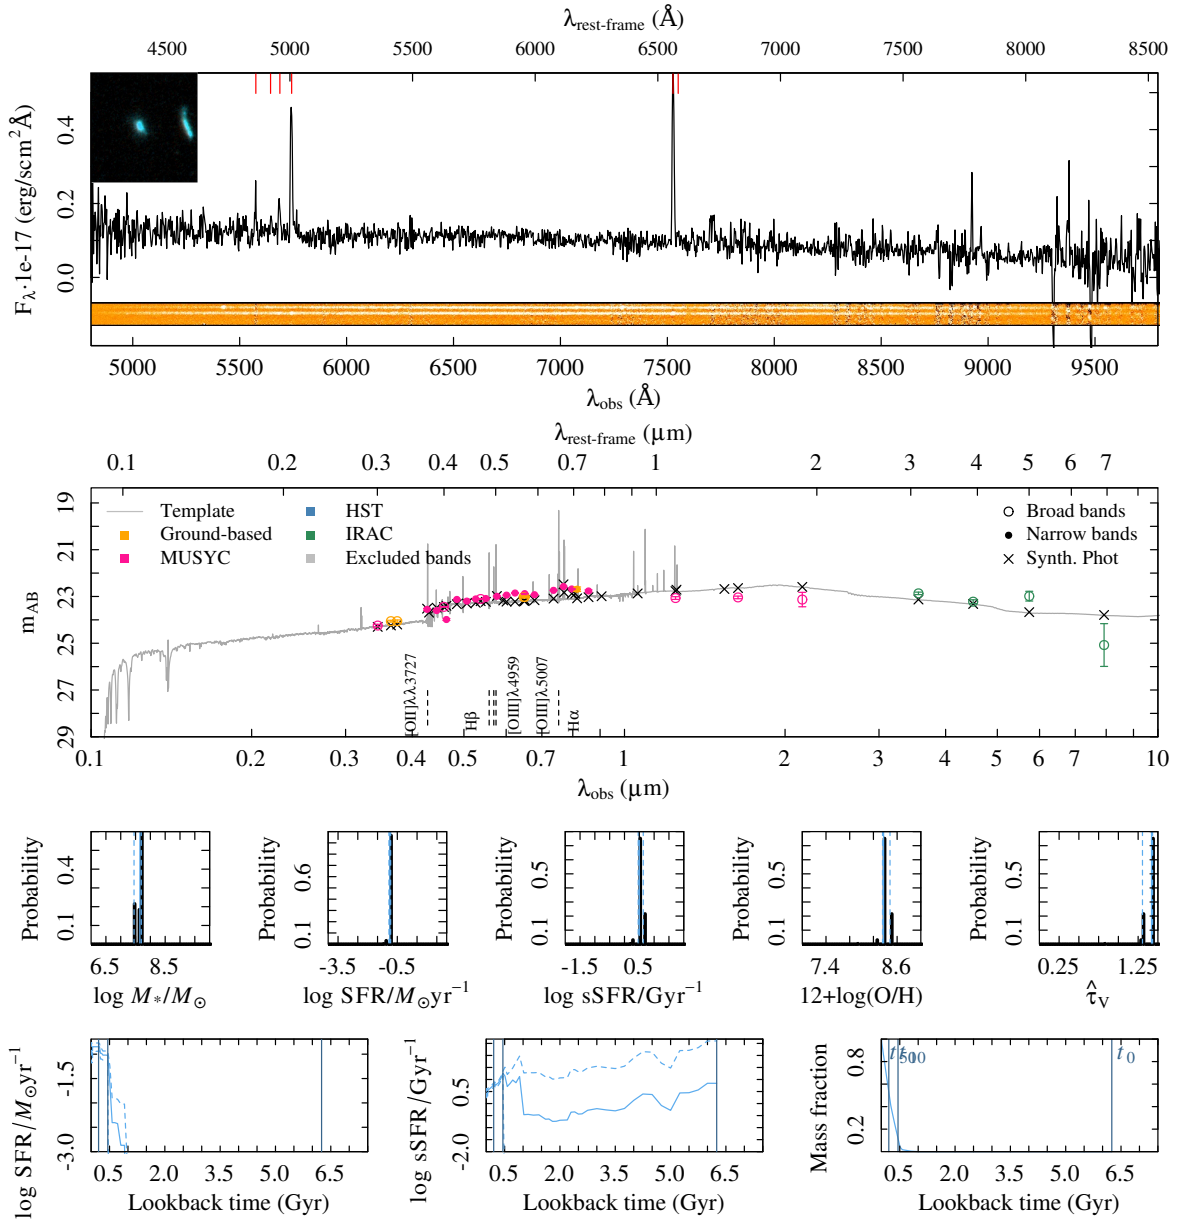 λrest-frame (Å)
4500 5000 5500 6000 6500 7000 7500 8000 8500
Fλ·1e-17 (erg/scm²Å)
0.0 0.2 0.4
5000 5500 6000 6500 7000 7500 8000 8500 9000 9500
λobs (Å)
λrest-frame (μm)
0.1 0.2 0.3 0.4 0.5 0.7 1 2 3 4 5 6 7
mAB
19 21 23 25 27 29
Template
Ground-based
MUSYC
HST
IRAC
Excluded bands
Broad bands
Narrow bands
Synth. Phot
[OII]λλ3727
Hβ
[OIII]λ4959
[OIII]λ5007
Hα
0.1 0.2 0.3 0.4 0.5 0.7 1 2 3 4 5 6 7 10
λobs (μm)
Probability
0.1 0.4
6.5 8.5
log M*/M⊙
Probability
0.1 0.6
-3.5 -0.5
log SFR/M⊙yr⁻¹
Probability
0.1 0.5
-1.5 0.5
log sSFR/Gyr⁻¹
Probability
0.1 0.5
7.4 8.6
12+log(O/H)
Probability
0.1 0.5
0.25 1.25
τ̂V
log SFR/M⊙yr⁻¹
-3.0 -1.5
0.5 2.0 3.5 5.0 6.5
Lookback time (Gyr)
log sSFR/Gyr⁻¹
-2.0 0.5
0.5 2.0 3.5 5.0 6.5
Lookback time (Gyr)
Mass fraction
0.2 0.8
t0
0.5 2.0 3.5 5.0 6.5
Lookback time (Gyr)